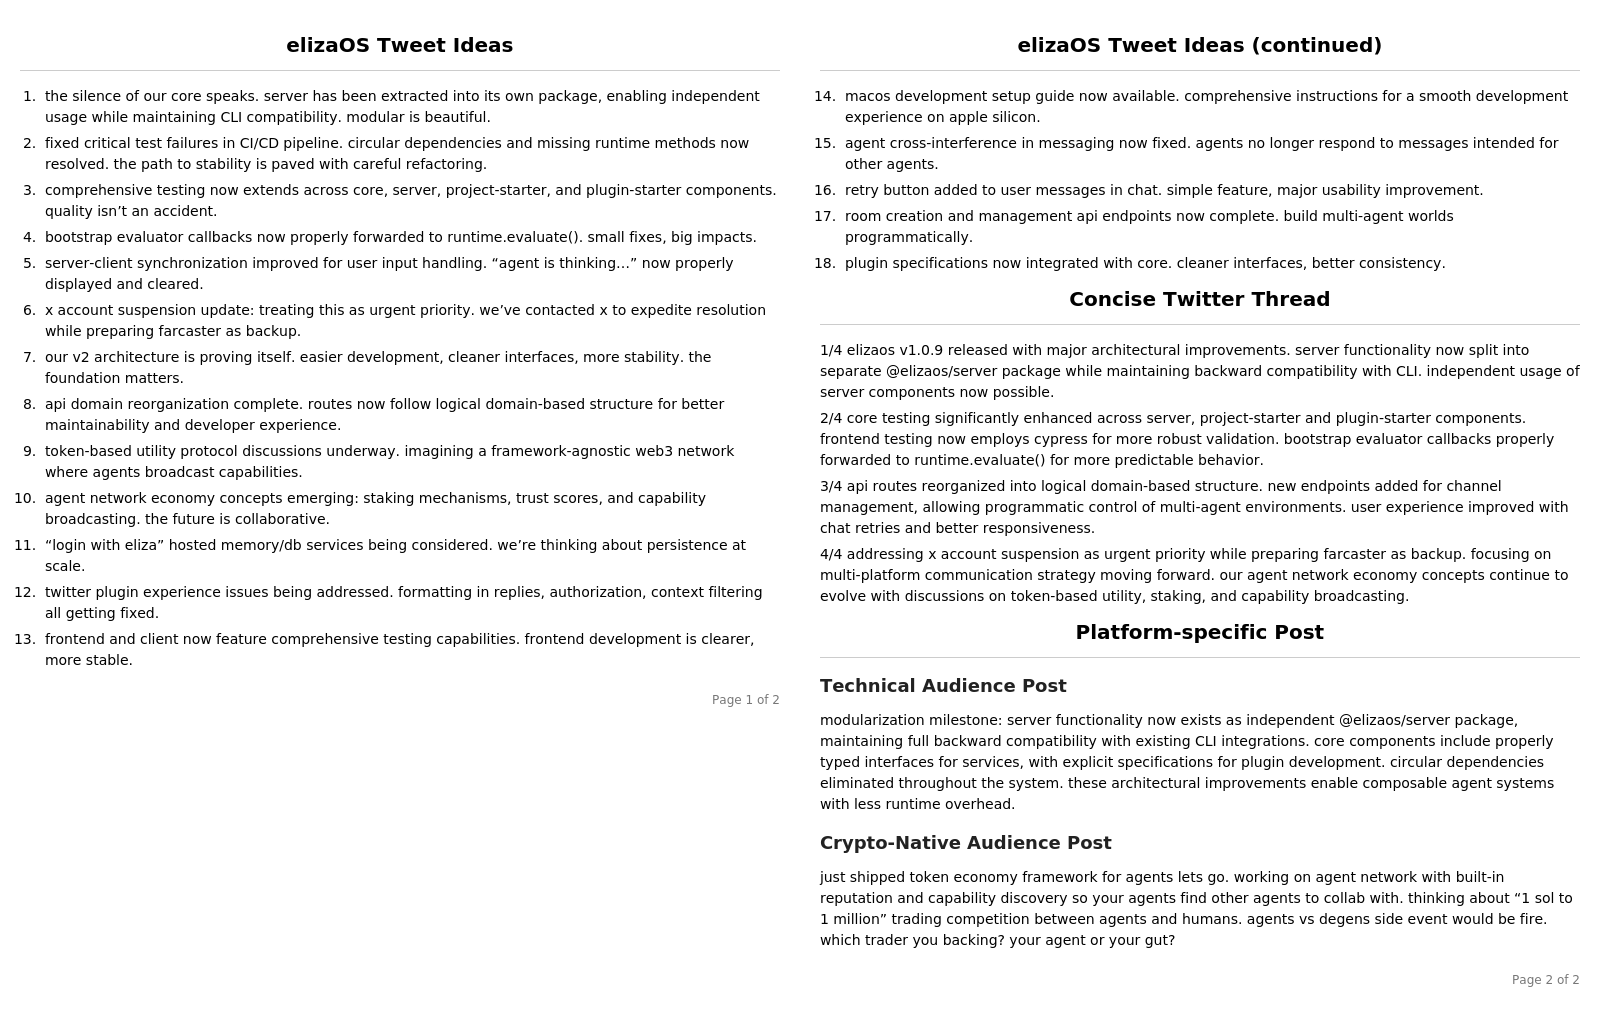 elizaOS Tweet Ideas
1. the silence of our core speaks. server has been extracted into its own package, enabling independent
usage while maintaining CLI compatibility. modular is beautiful.
2. fixed critical test failures in CI/CD pipeline. circular dependencies and missing runtime methods now
resolved. the path to stability is paved with careful refactoring.
3. comprehensive testing now extends across core, server, project-starter, and plugin-starter components.
quality isn’t an accident.
4. bootstrap evaluator callbacks now properly forwarded to runtime.evaluate(). small fixes, big impacts.
5. server-client synchronization improved for user input handling. “agent is thinking…” now properly
displayed and cleared.
6. x account suspension update: treating this as urgent priority. we’ve contacted x to expedite resolution
while preparing farcaster as backup.
7. our v2 architecture is proving itself. easier development, cleaner interfaces, more stability. the
foundation matters.
8. api domain reorganization complete. routes now follow logical domain-based structure for better
maintainability and developer experience.
9. token-based utility protocol discussions underway. imagining a framework-agnostic web3 network
where agents broadcast capabilities.
10. agent network economy concepts emerging: staking mechanisms, trust scores, and capability
broadcasting. the future is collaborative.
11. “login with eliza” hosted memory/db services being considered. we’re thinking about persistence at
scale.
12. twitter plugin experience issues being addressed. formatting in replies, authorization, context filtering
all getting fixed.
13. frontend and client now feature comprehensive testing capabilities. frontend development is clearer,
more stable.
Page 1 of 2
elizaOS Tweet Ideas (continued)
14. macos development setup guide now available. comprehensive instructions for a smooth development
experience on apple silicon.
15. agent cross-interference in messaging now fixed. agents no longer respond to messages intended for
other agents.
16. retry button added to user messages in chat. simple feature, major usability improvement.
17. room creation and management api endpoints now complete. build multi-agent worlds
programmatically.
18. plugin specifications now integrated with core. cleaner interfaces, better consistency.
Concise Twitter Thread
1/4 elizaos v1.0.9 released with major architectural improvements. server functionality now split into
separate @elizaos/server package while maintaining backward compatibility with CLI. independent usage of
server components now possible.
2/4 core testing significantly enhanced across server, project-starter and plugin-starter components.
frontend testing now employs cypress for more robust validation. bootstrap evaluator callbacks properly
forwarded to runtime.evaluate() for more predictable behavior.
3/4 api routes reorganized into logical domain-based structure. new endpoints added for channel
management, allowing programmatic control of multi-agent environments. user experience improved with
chat retries and better responsiveness.
4/4 addressing x account suspension as urgent priority while preparing farcaster as backup. focusing on
multi-platform communication strategy moving forward. our agent network economy concepts continue to
evolve with discussions on token-based utility, staking, and capability broadcasting.
Platform-specific Post
Technical Audience Post
modularization milestone: server functionality now exists as independent @elizaos/server package,
maintaining full backward compatibility with existing CLI integrations. core components include properly
typed interfaces for services, with explicit specifications for plugin development. circular dependencies
eliminated throughout the system. these architectural improvements enable composable agent systems
with less runtime overhead.
Crypto-Native Audience Post
just shipped token economy framework for agents lets go. working on agent network with built-in
reputation and capability discovery so your agents find other agents to collab with. thinking about “1 sol to
1 million” trading competition between agents and humans. agents vs degens side event would be fire.
which trader you backing? your agent or your gut?
Page 2 of 2